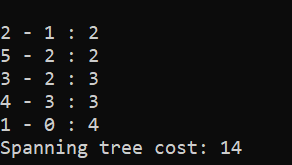 2 - 1 : 2
5 - 2 : 2
3 - 2 : 3
4 - 3 : 3
1 - 0 : 4
Spanning tree cost: 14